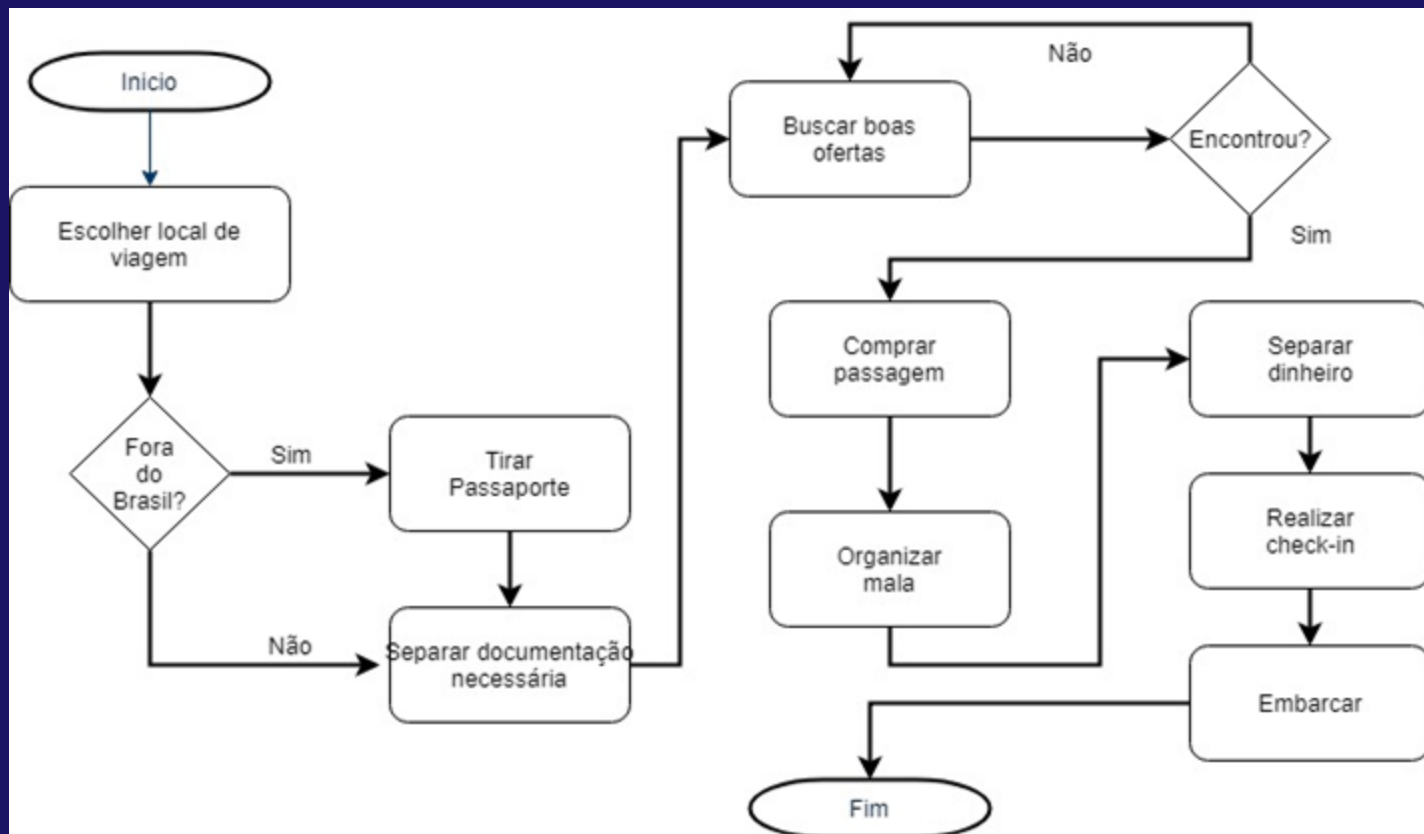 Inicio
Escolher local de
viagem
Fora
do
Brasil?
Sim
Tirar
Passaporte
Não
Separar documentação
necessária
Buscar boas
ofertas
Encontrou?
Não
Sim
Comprar
passagem
Organizar
mala
Separar
dinheiro
Realizar
check-in
Embarcar
Fim